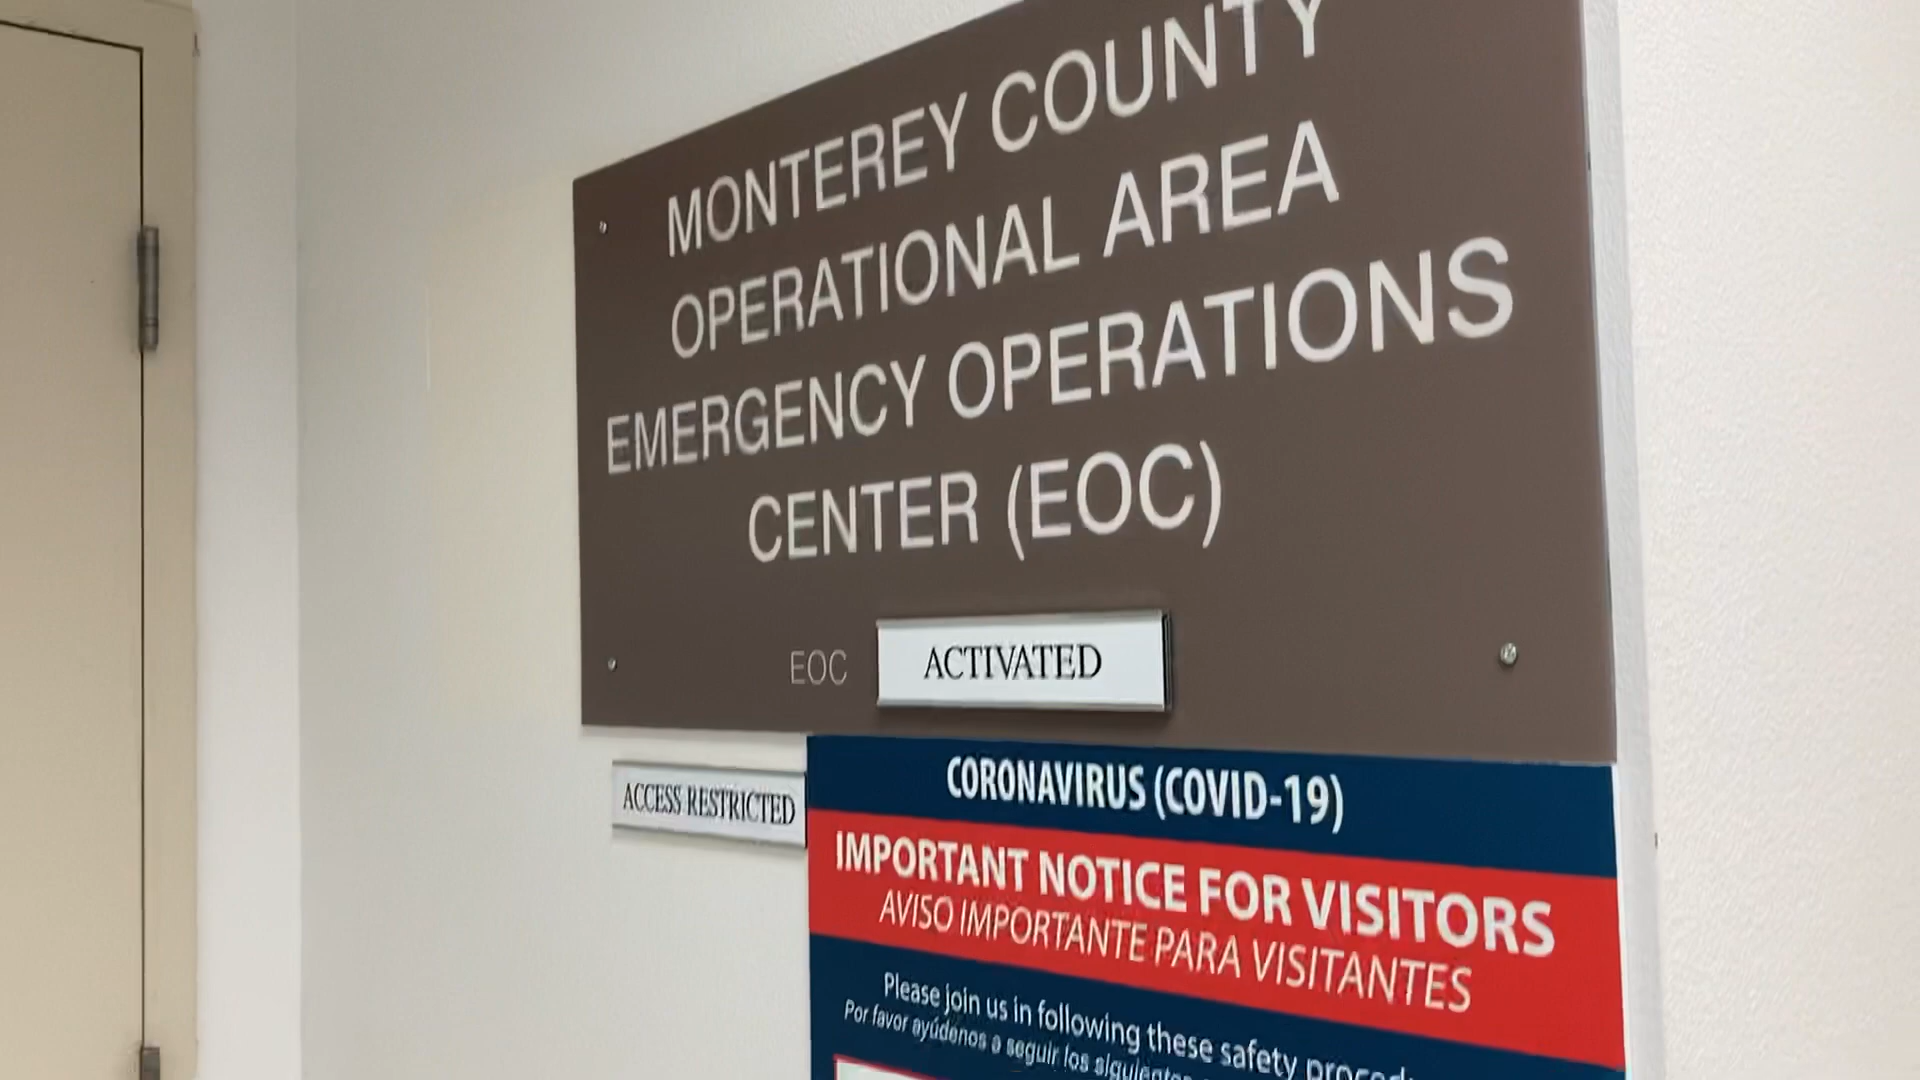 MONTEREY COUNTY
OPERATIONAL AREA
EMERGENCY OPERATIONS
CENTER (EOC)
EOC ACTIVATED
ACCESS RESTRICTED
CORONAVIRUS (COVID-19)
IMPORTANT NOTICE FOR VISITORS
AVISO IMPORTANTE PARA VISITANTES
Please join us in following these safety
Por favor ayúdenos a seguir los